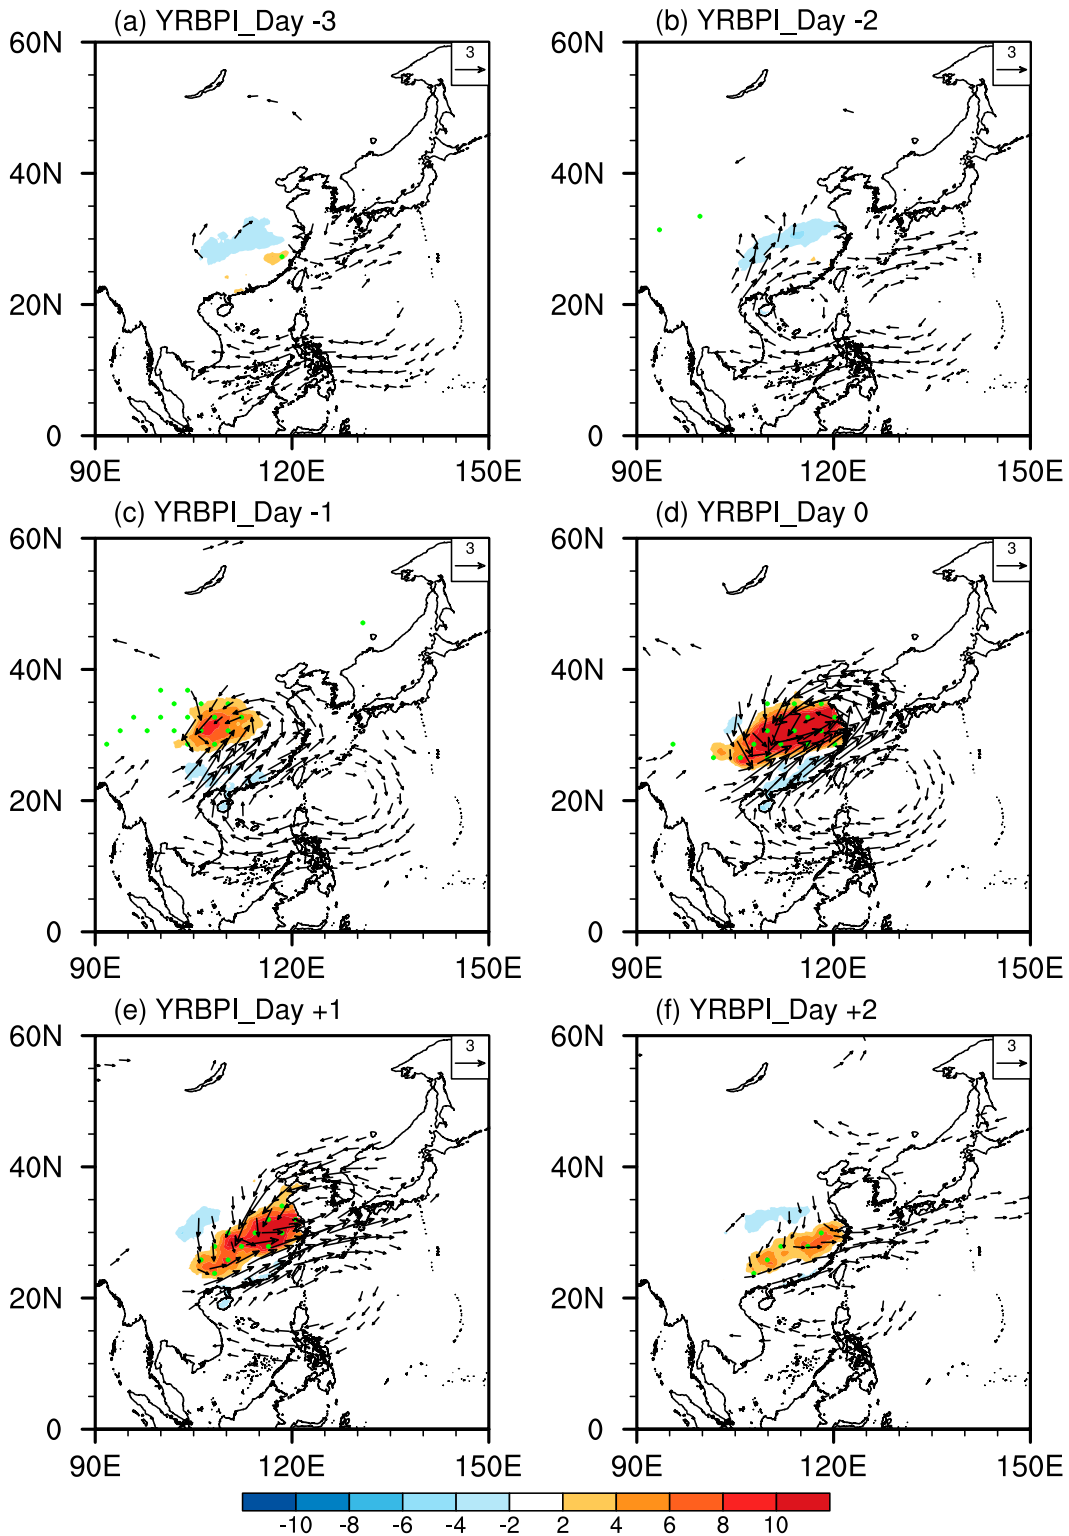 (a) YRBPI_Day -3
(b) YRBPI_Day -2
60N
3
60N
3
40N
40N
20N
20N
0
0
90E 120E 150E
90E 120E 150E
(c) YRBPI_Day -1
(d) YRBPI_Day 0
60N
3
60N
3
40N
40N
20N
20N
0
0
90E 120E 150E
90E 120E 150E
(e) YRBPI_Day +1
(f) YRBPI_Day +2
60N
3
60N
3
40N
40N
20N
20N
0
0
90E 120E 150E
90E 120E 150E
-10 -8 -6 -4 -2 2 4 6 8 10